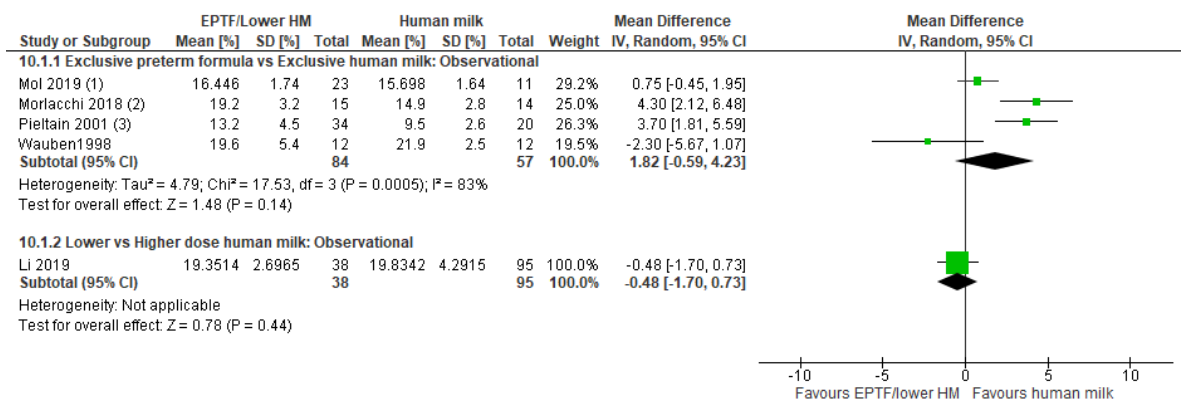 EPTF/Lower HM Human milk Mean Difference Mean Difference
Study or Subgroup Mean [%] SD [%] Total Mean [%] SD [%] Total Weight IV, Random, 95% CI IV, Random, 95% CI
10.1.1 Exclusive preterm formula vs Exclusive human milk: Observational
Mol 2019 (1) 16.446 1.74 23 15.698 1.64 11 29.2% 0.75 [-0.45, 1.95]
Morlacchi 2018 (2) 19.2 3.2 15 14.9 2.8 14 25.0% 4.30 [2.12, 6.48]
Pieltain 2001 (3) 13.2 4.5 34 9.5 2.6 20 26.3% 3.70 [1.81, 5.59]
Wauben1998 19.6 5.4 12 21.9 2.5 12 19.5% -2.30 [-5.67, 1.07]
Subtotal (95% CI) 84 57 100.0% 1.82 [-0.59, 4.23]
Heterogeneity: Tau² = 4.79; Chi² = 17.53, df = 3 (P = 0.0005); I² = 83%
Test for overall effect: Z = 1.48 (P = 0.14)
10.1.2 Lower vs Higher dose human milk: Observational
Li 2019 19.3514 2.6965 38 19.8342 4.2915 95 100.0% -0.48 [-1.70, 0.73]
Subtotal (95% CI) 38 95 100.0% -0.48 [-1.70, 0.73]
Heterogeneity: Not applicable
Test for overall effect: Z = 0.78 (P = 0.44)
-10 -5 0 5 10
Favours EPTF/lower HM Favours human milk